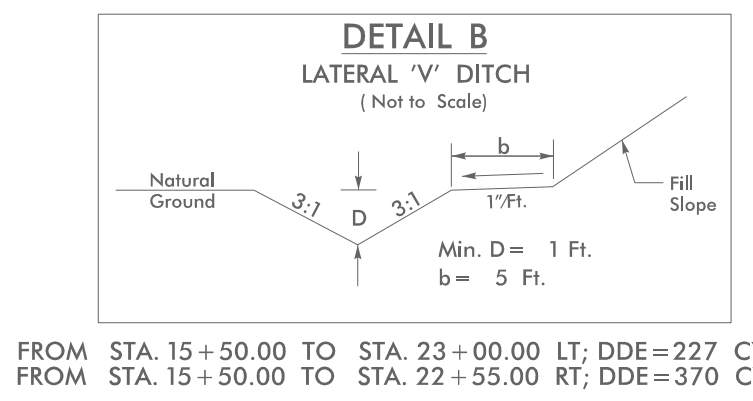 DETAIL B
LATERAL 'V' DITCH
( Not to Scale)
b
Natural
Ground
3:1
D
3:1
1"/Ft.
Fill
Slope
Min. D = 1 Ft.
b = 5 Ft.
FROM STA. 15+50.00 TO STA. 23+00.00 LT; DDE=227
FROM STA. 15+50.00 TO STA. 22+55.00 RT; DDE=370